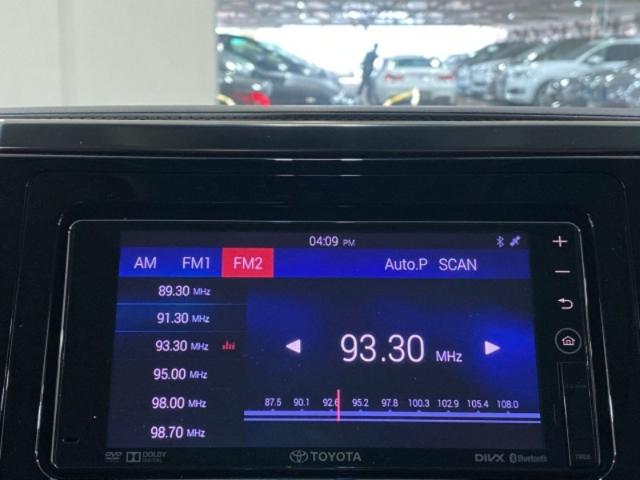 04:09 PM
AM FM1 FM2 Auto.P SCAN
89.30 MHz
91.30 MHz
93.30 MHz
95.00 MHz
98.00 MHz
98.70 MHz
93.30 MHz
87.5 90.1 92.6 95.2 97.8 100.3 102.9 105.4 108.0
DVD DOLBY DIGITAL TOYOTA DIVX Bluetooth